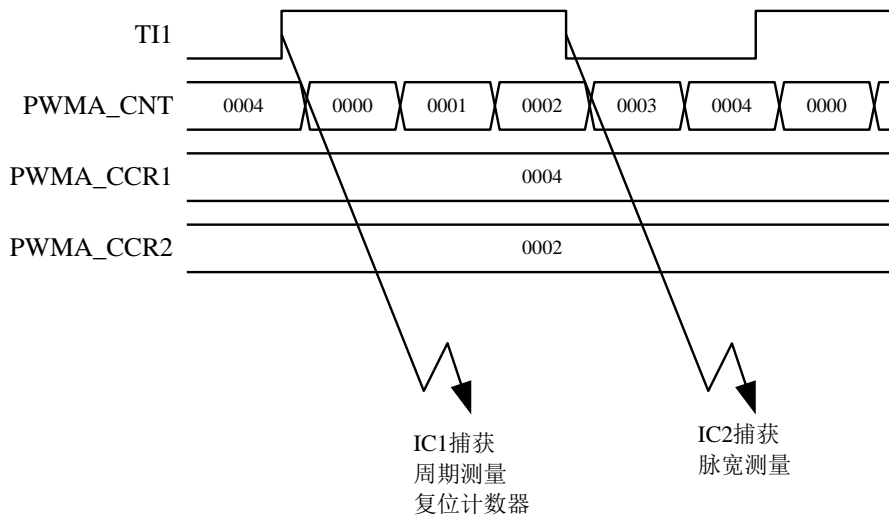 TI1
PWMA_CNT 0004 0000 0001 0002 0003 0004 0000
PWMA_CCR1 0004
PWMA_CCR2 0002
IC1捕获
周期测量
复位计数器
IC2捕获
脉宽测量